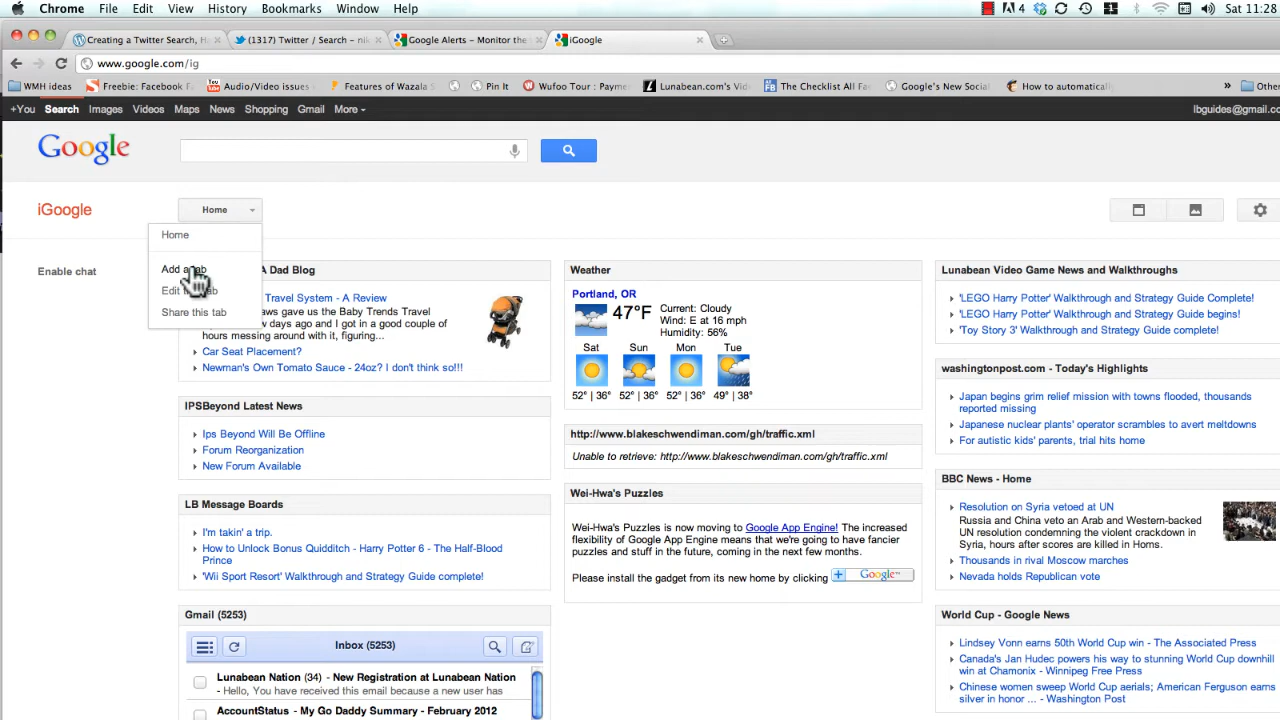 Chrome File Edit View History Bookmarks Window Help 4 1 Sat 11:28
Creating a Twitter Search, H
(1317) Twitter / Search - nik
Google Alerts - Monitor the
iGoogle
www.google.com/ig
WMH ideas
Freebie: Facebook F
Audio/Video issues
Features of Wazala S
Pin It
Wufoo Tour : Payme
Lunabean.com's Vid
The Checklist All Fa
Google's New Social
How to automatically
»
Other
+You Search Images Videos Maps News Shopping Gmail More
lbguides@gmail.co
Google
iGoogle
Home
Home
Add a tab
Share this tab
Enable chat
A Dad Blog
Travel System - A Review
aws gave us the Baby Trends Travel
w days ago and I got in a good couple of
hours messing around with it, figuring...
Car Seat Placement?
Newman's Own Tomato Sauce - 24oz? I don't think so!!!
IPSBeyond Latest News
Ips Beyond Will Be Offline
Forum Reorganization
New Forum Available
LB Message Boards
I'm takin' a trip.
How to Unlock Bonus Quidditch - Harry Potter 6 - The Half-Blood
Prince
'Wii Sport Resort' Walkthrough and Strategy Guide complete!
Gmail (5253)
Inbox (5253)
Lunabean Nation (34) - New Registration at Lunabean Nation
- Hello, You have received this email because a new user has
AccountStatus - My Go Daddy Summary - February 2012
Weather
Portland, OR
47°F
Current: Cloudy
Wind: E at 16 mph
Humidity: 56%
Sat Sun Mon Tue
52° | 36° 52° | 36° 52° | 36° 49° | 38°
http://www.blakeschwendiman.com/gh/traffic.xml
Unable to retrieve: http://www.blakeschwendiman.com/gh/traffic.xml
Wei-Hwa's Puzzles
Wei-Hwa's Puzzles is now moving to Google App Engine! The increased
flexibility of Google App Engine means that we're going to have fancier
puzzles and stuff in the future, coming in the next few months.
Please install the gadget from its new home by clicking + Google™
Lunabean Video Game News and Walkthroughs
'LEGO Harry Potter' Walkthrough and Strategy Guide Complete!
'LEGO Harry Potter' Walkthrough and Strategy Guide begins!
'Toy Story 3' Walkthrough and Strategy Guide complete!
washingtonpost.com - Today's Highlights
Japan begins grim relief mission with towns flooded, thousands
reported missing
Japanese nuclear plants' operator scrambles to avert meltdowns
For autistic kids' parents, trial hits home
BBC News - Home
Resolution on Syria vetoed at UN
Russia and China veto an Arab and Western-backed
UN resolution condemning the violent crackdown in
Syria, hours after scores are killed in Homs.
Thousands in rival Moscow marches
Nevada holds Republican vote
World Cup - Google News
Lindsey Vonn earns 50th World Cup win - The Associated Press
Canada's Jan Hudec powers his way to stunning World Cup downhill
win at Chamonix - Winnipeg Free Press
Chinese women sweep World Cup aerials; American Ferguson earns
silver in horo ... - Washington Post